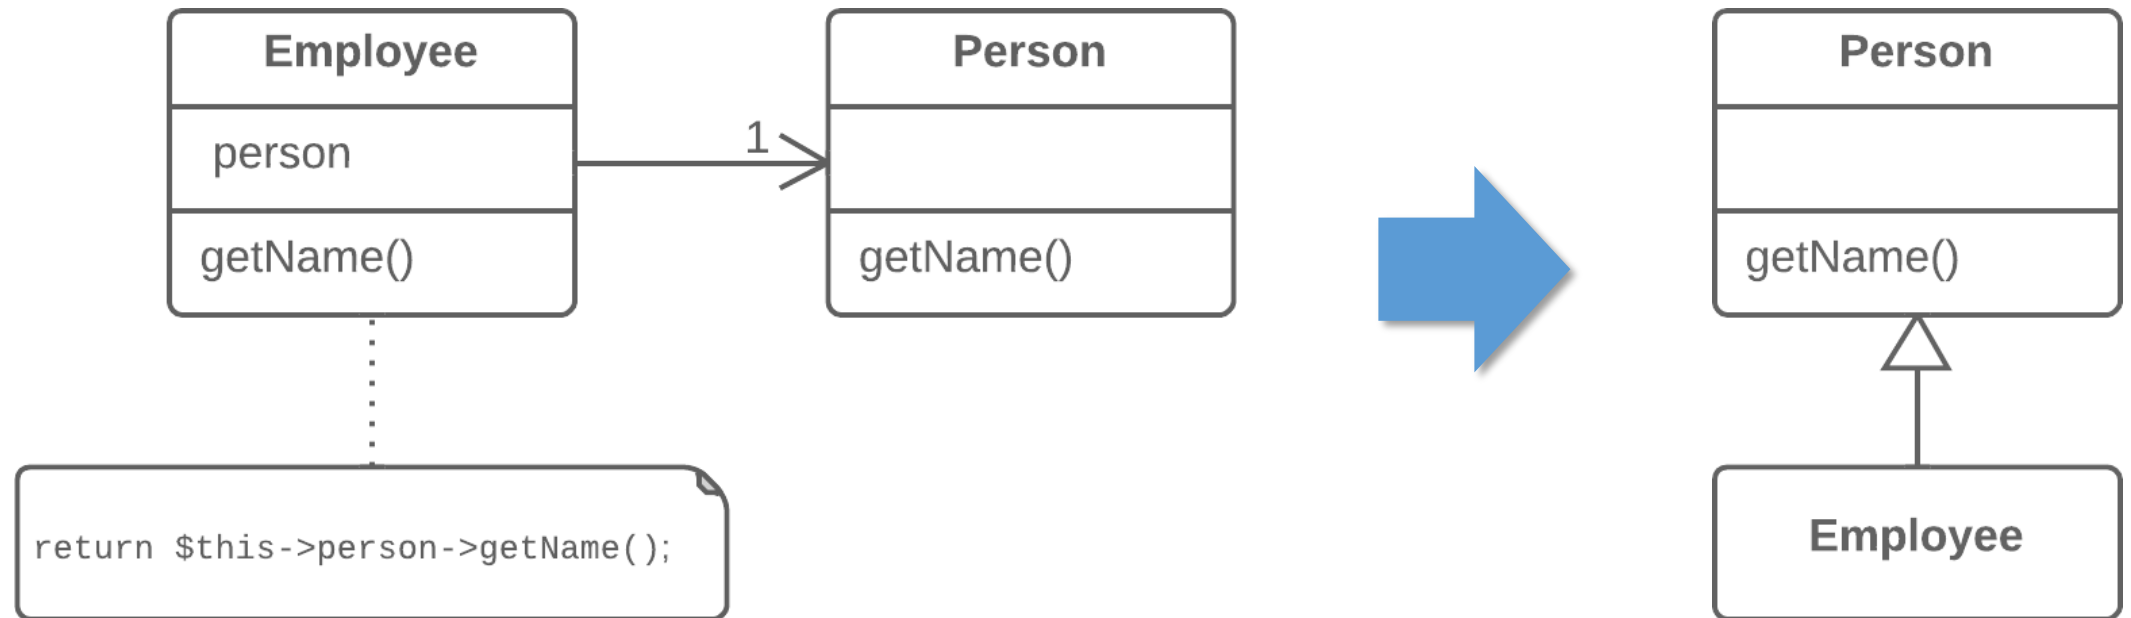 Employee
person
getName()
1
Person
getName()
return $this->person->getName();
Person
getName()
Employee